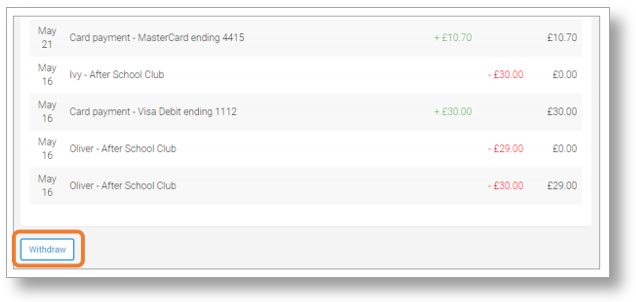 May 21 Card payment - MasterCard ending 4415 + £10.70 £10.70
May 16 Ivy - After School Club - £30.00 £0.00
May 16 Card payment - Visa Debit ending 1112 + £30.00 £30.00
May 16 Oliver - After School Club - £29.00 £0.00
May 16 Oliver - After School Club - £30.00 £29.00
Withdraw